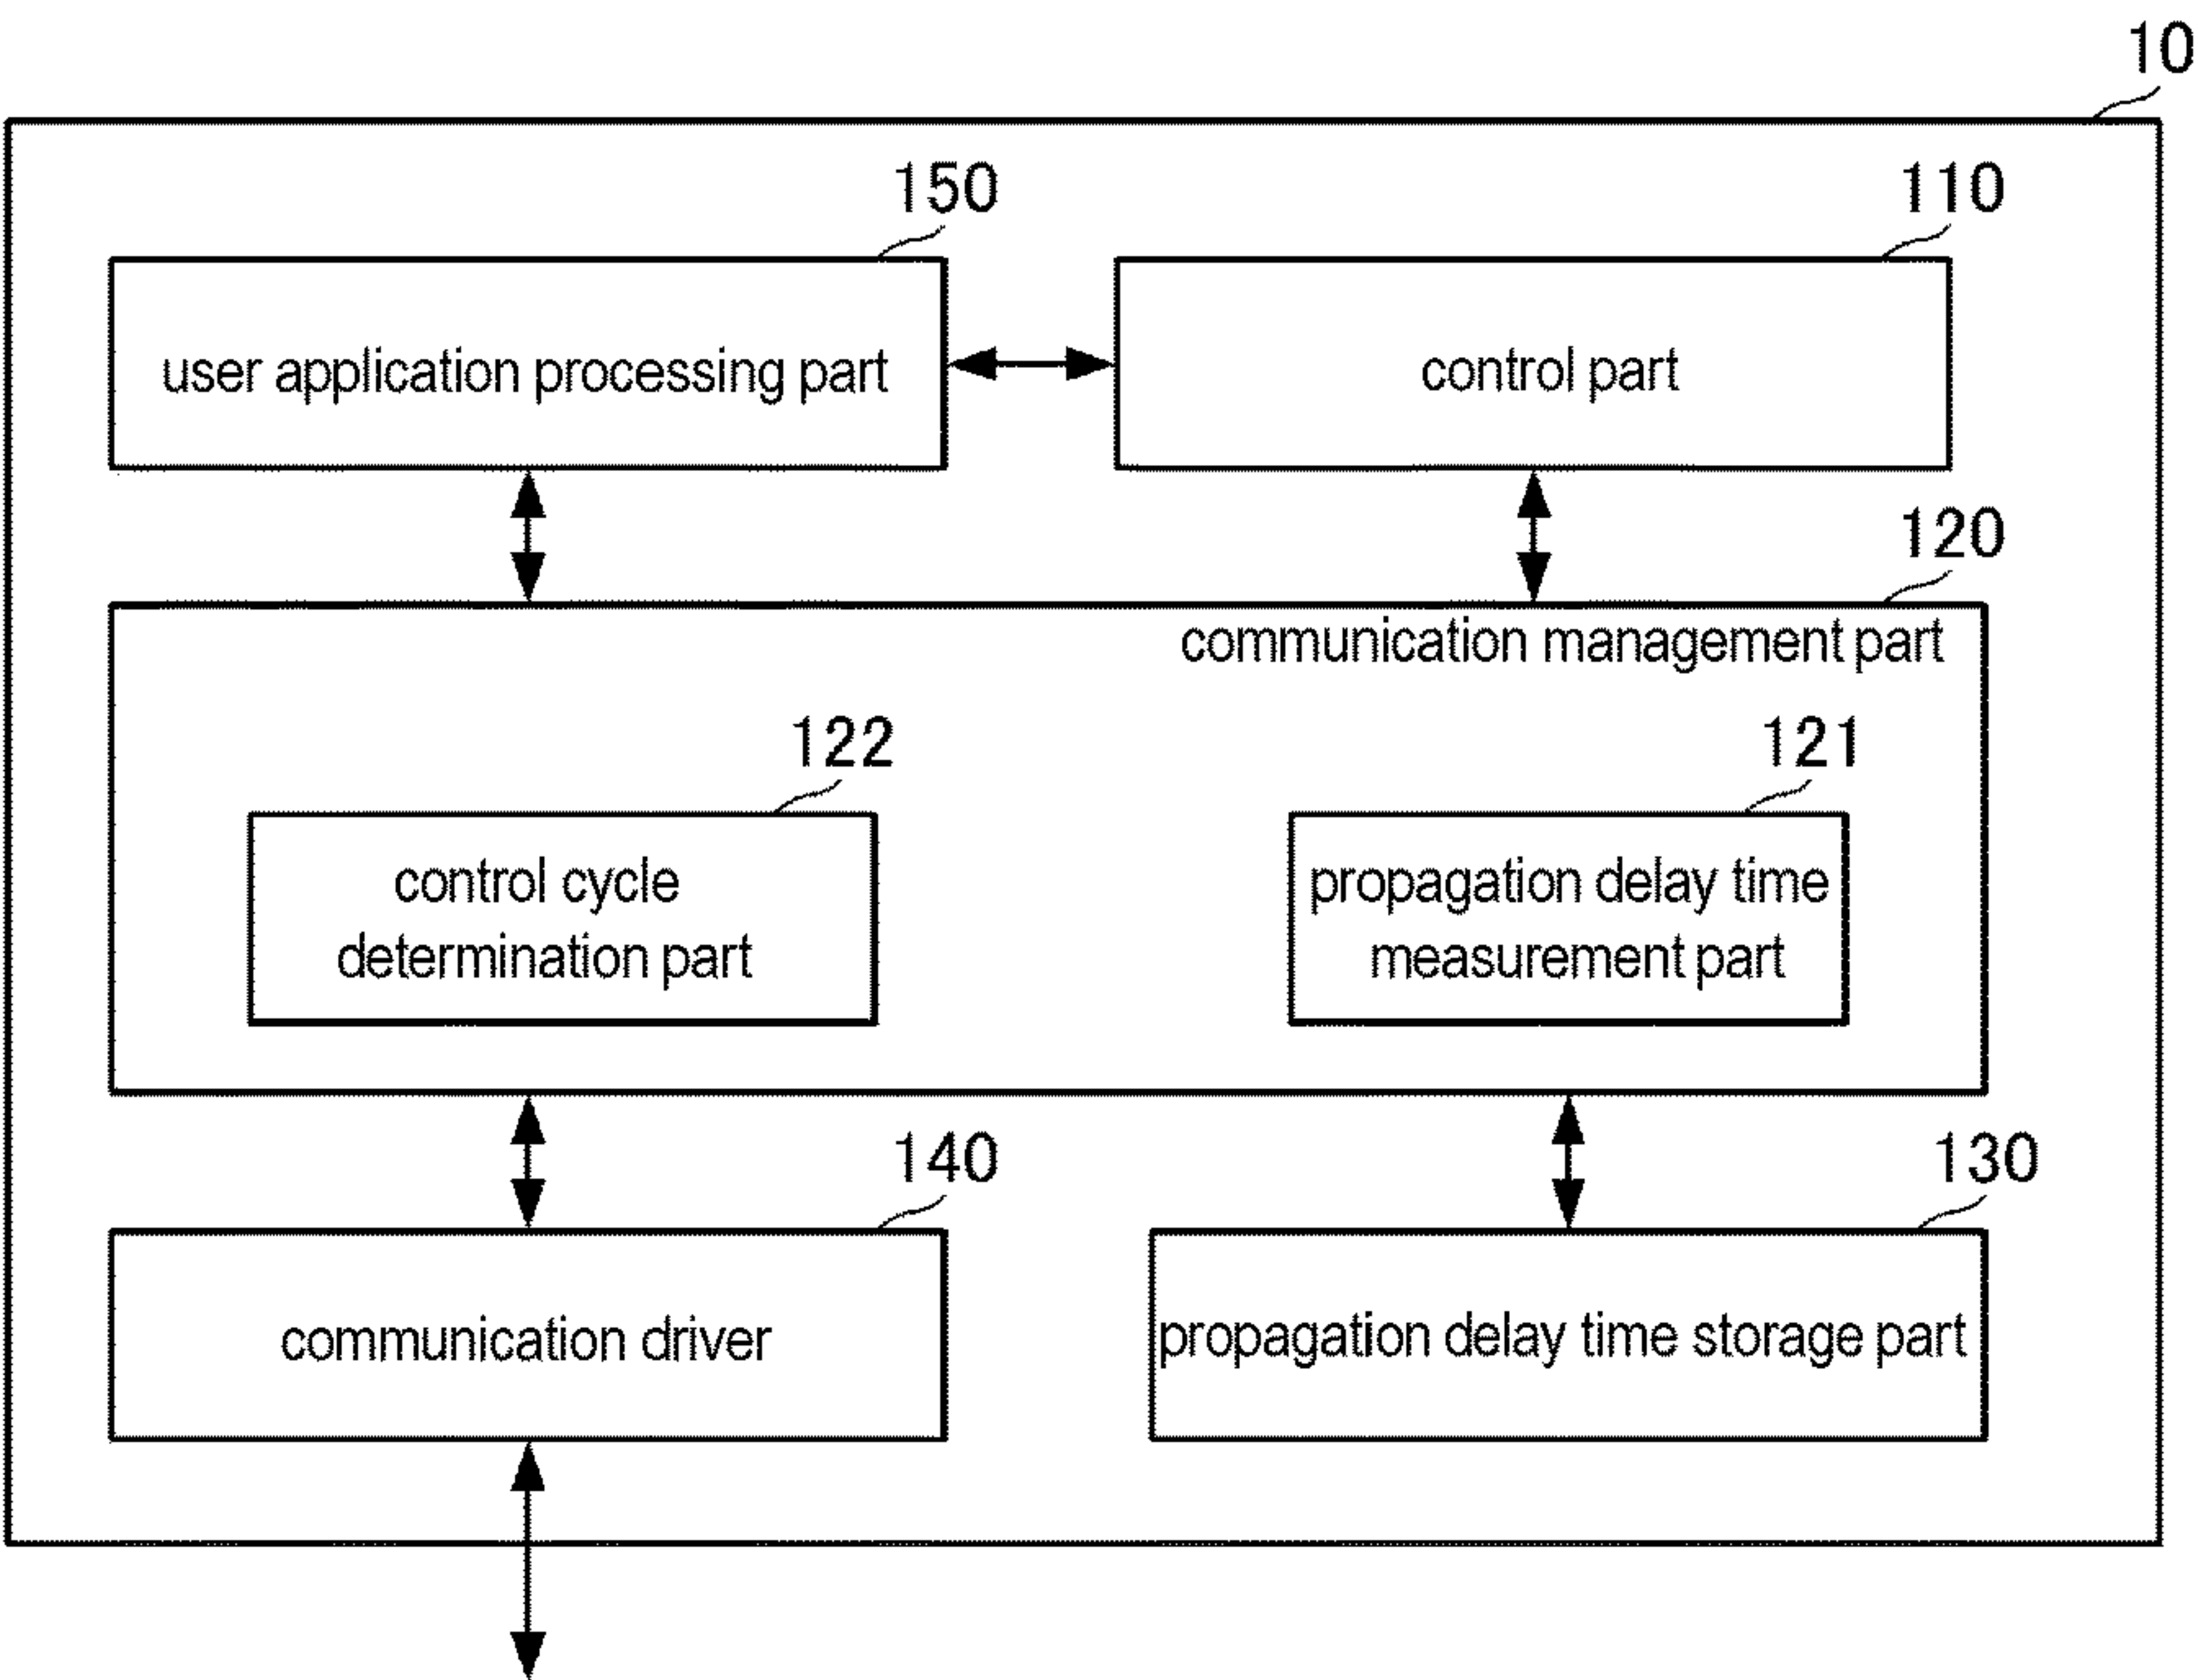 10
150
110
user application processing part
control part
120
communication management part
122
121
control cycle
determination part
propagation delay time
measurement part
140
130
communication driver
propagation delay time storage part